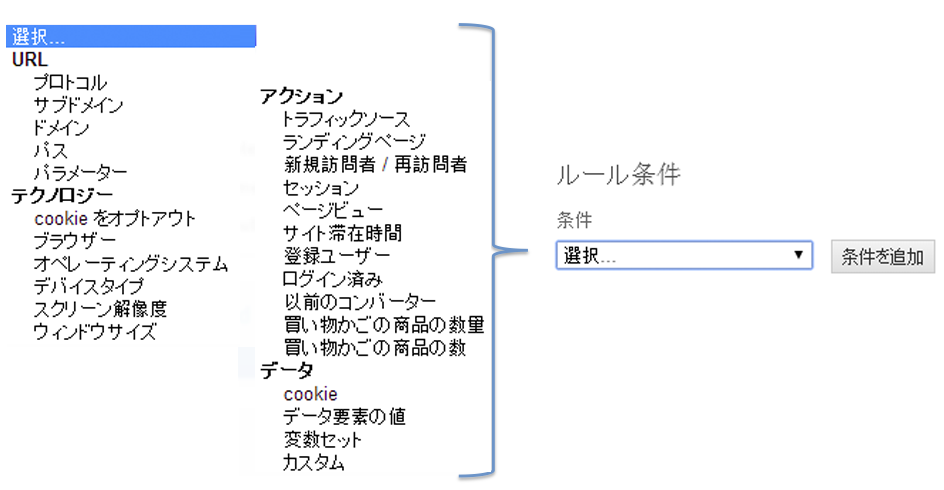 選択...
URL
プロトコル
サブドメイン
ドメイン
パス
パラメーター
テクノロジー
cookie をオプトアウト
ブラウザー
オペレーティングシステム
デバイスタイプ
スクリーン解像度
ウィンドウサイズ
アクション
トラフィックソース
ランディングページ
新規訪問者 / 再訪問者
セッション
ページビュー
サイト滞在時間
登録ユーザー
ログイン済み
以前のコンバーター
買い物かごの商品の数量
買い物かごの商品の数
データ
cookie
データ要素の値
変数セット
カスタム
ルール条件
条件
選択...
条件を追加